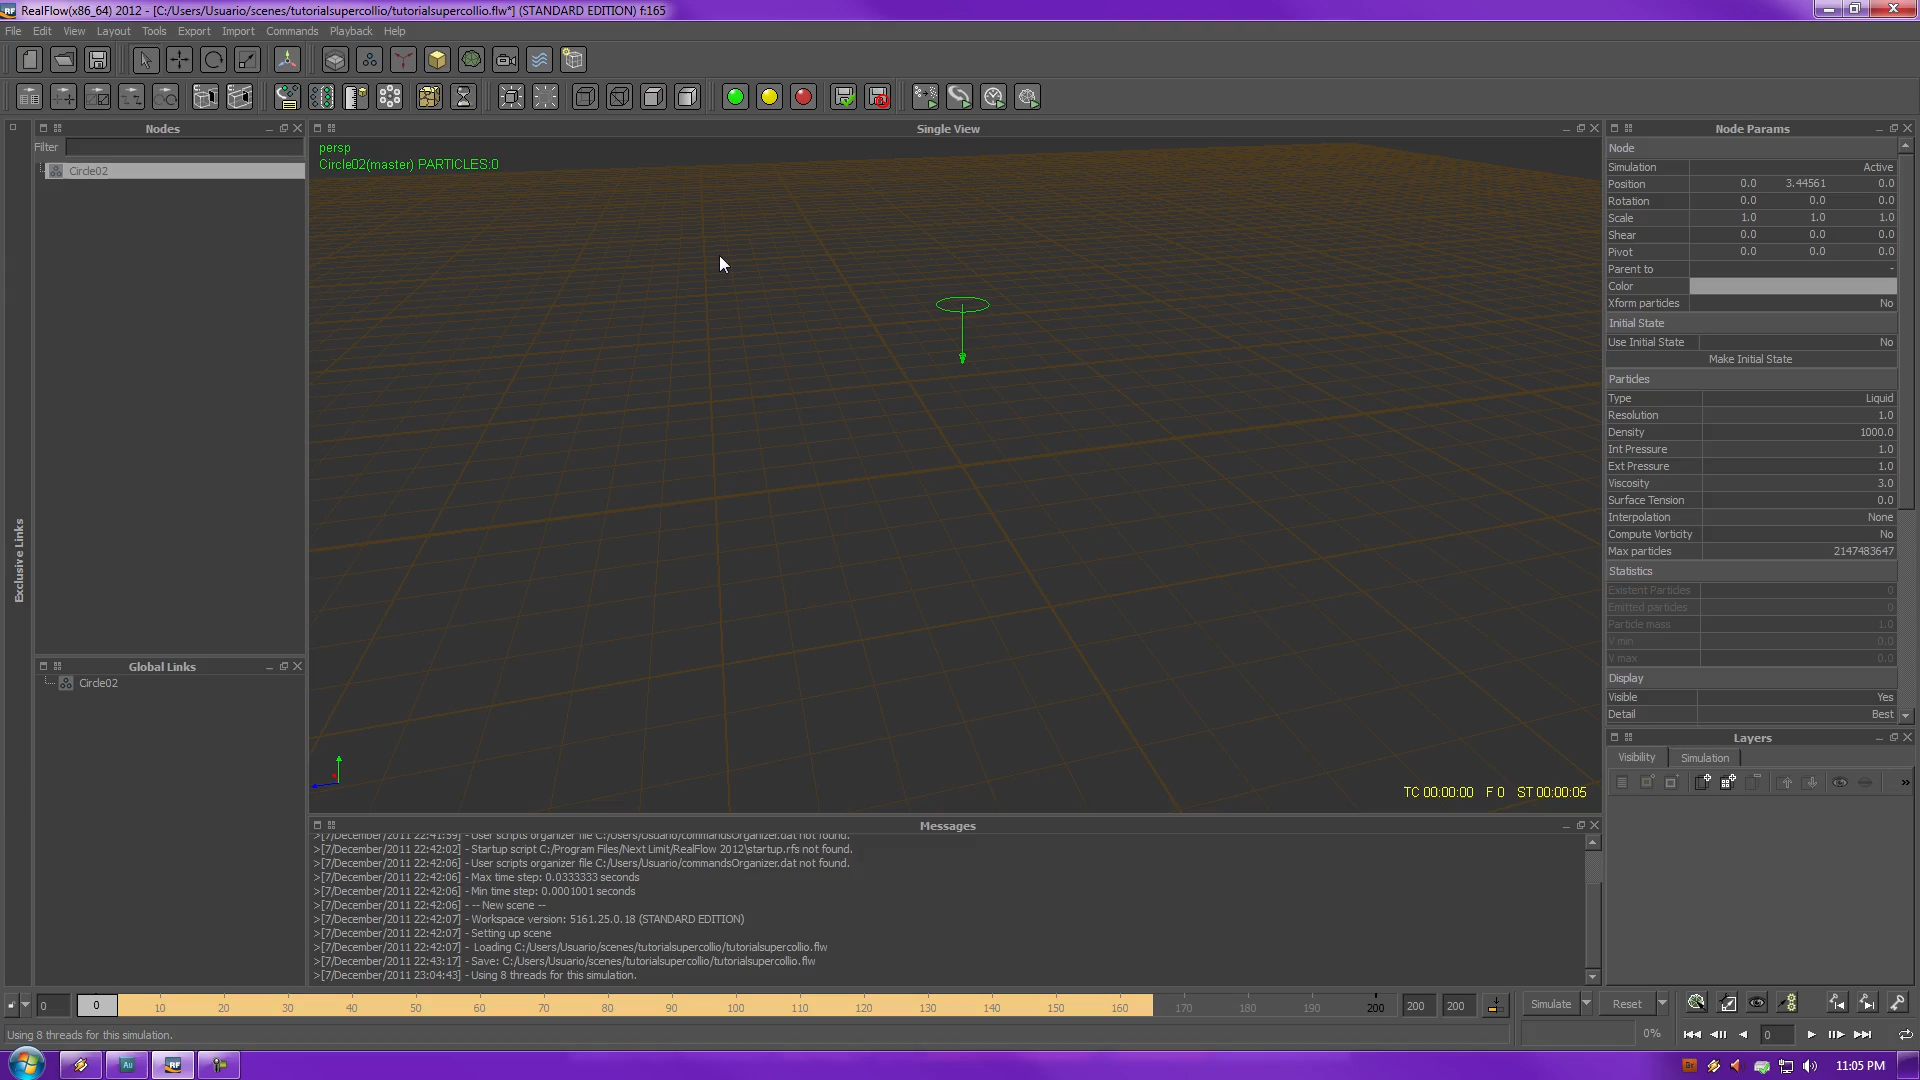 RealFlow(x86_64) 2012 - [C:/Users/Usuario/scenes/tutorialsupercollio/tutorialsupercollio.flw*] (STANDARD EDITION) f:165
File Edit View Layout Tools Export Import Commands Playback Help
Nodes
Filter
Circle02
Exclusive Links
Global Links
Circle02
Single View
persp
Circle02(master) PARTICLES:0
TC 00:00:00 F 0 ST 00:00:05
Messages
>[7/December/2011 22:41:59] - User scripts organizer file C:/Users/Usuario/commandsOrganizer.dat not found.
>[7/December/2011 22:42:02] - Startup script C:/Program Files/Next Limit/RealFlow 2012\startup.rfs not found.
>[7/December/2011 22:42:06] - User scripts organizer file C:/Users/Usuario/commandsOrganizer.dat not found.
>[7/December/2011 22:42:06] - Max time step: 0.0333333 seconds
>[7/December/2011 22:42:06] - Min time step: 0.0001001 seconds
>[7/December/2011 22:42:06] - -- New scene --
>[7/December/2011 22:42:07] - Workspace version: 5161.25.0.18 (STANDARD EDITION)
>[7/December/2011 22:42:07] - Setting up scene
>[7/December/2011 22:42:07] - Loading C:/Users/Usuario/scenes/tutorialsupercollio/tutorialsupercollio.flw
>[7/December/2011 22:43:17] - Save: C:/Users/Usuario/scenes/tutorialsupercollio/tutorialsupercollio.flw
>[7/December/2011 23:04:43] - Using 8 threads for this simulation.
Node Params
Node
Simulation Active
Position 0.0 3.44561 0.0
Rotation 0.0 0.0 0.0
Scale 1.0 1.0 1.0
Shear 0.0 0.0 0.0
Pivot 0.0 0.0 0.0
Parent to -
Color
Xform particles No
Initial State
Use Initial State No
Make Initial State
Particles
Type Liquid
Resolution 1.0
Density 1000.0
Int Pressure 1.0
Ext Pressure 1.0
Viscosity 3.0
Surface Tension 0.0
Interpolation None
Compute Vorticity No
Max particles 2147483647
Statistics
Existent Particles 0
Emitted particles 0
Particle mass 1.0
V min 0.0
V max 0.0
Display
Visible Yes
Detail Best
Layers
Visibility Simulation
»
0 0 10 20 30 40 50 60 70 80 90 100 110 120 130 140 150 160 170 180 190 200 200 200
Simulate Reset
Using 8 threads for this simulation.
0% 0
Au RF Br 11:05 PM